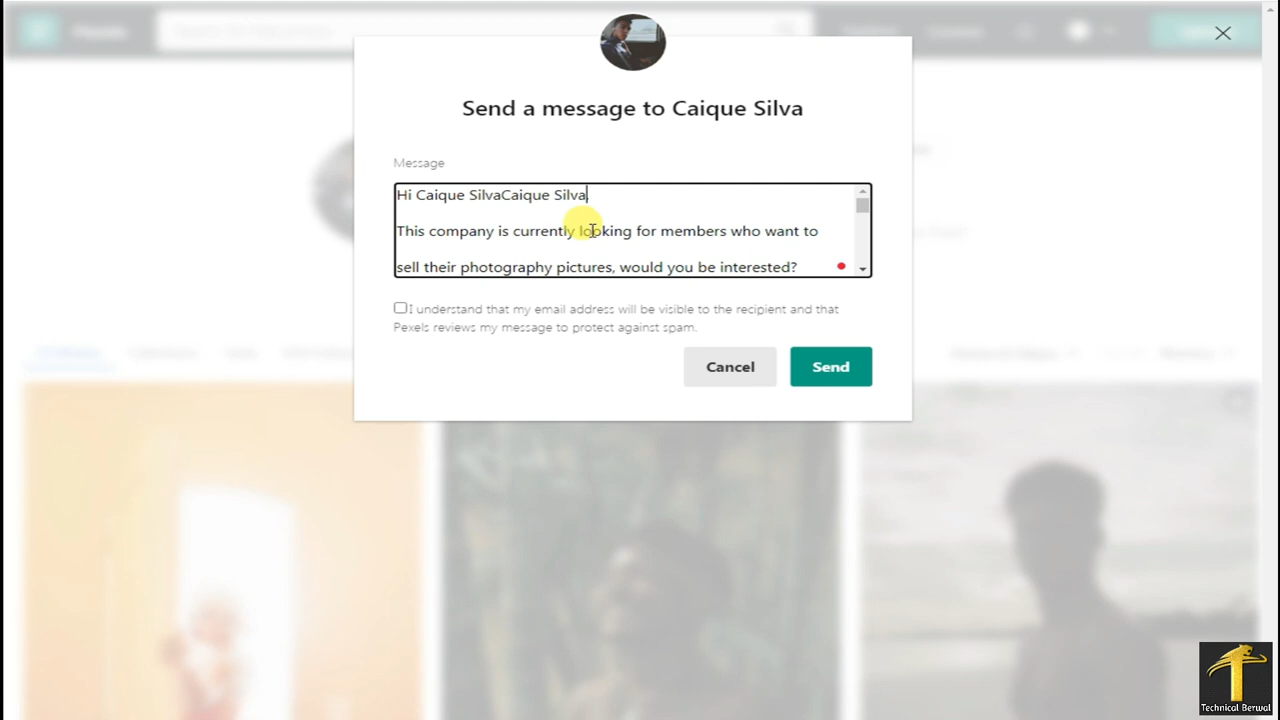 Send a message to Caique Silva
Message
Hi Caique SilvaCaique Silva,
This company is currently looking for members who want to
sell their photography pictures, would you be interested?
I understand that my email address will be visible to the recipient and that
Pexels reviews my message to protect against spam.
Cancel
Send
Technical Berwal